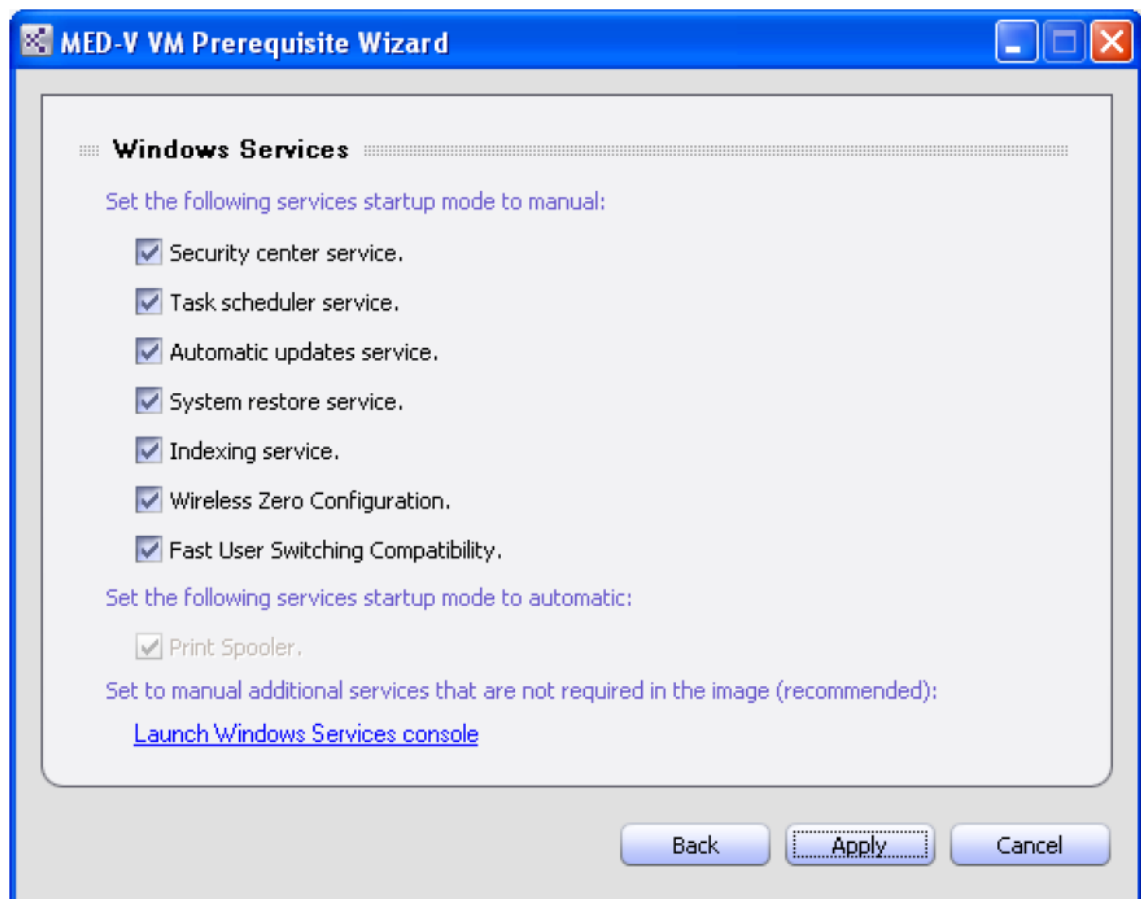 MED-V VM Prerequisite Wizard
Windows Services
Set the following services startup mode to manual:
Security center service.
Task scheduler service.
Automatic updates service.
System restore service.
Indexing service.
Wireless Zero Configuration.
Fast User Switching Compatibility.
Set the following services startup mode to automatic:
Print Spooler.
Set to manual additional services that are not required in the image (recommended):
Launch Windows Services console
Back Apply Cancel